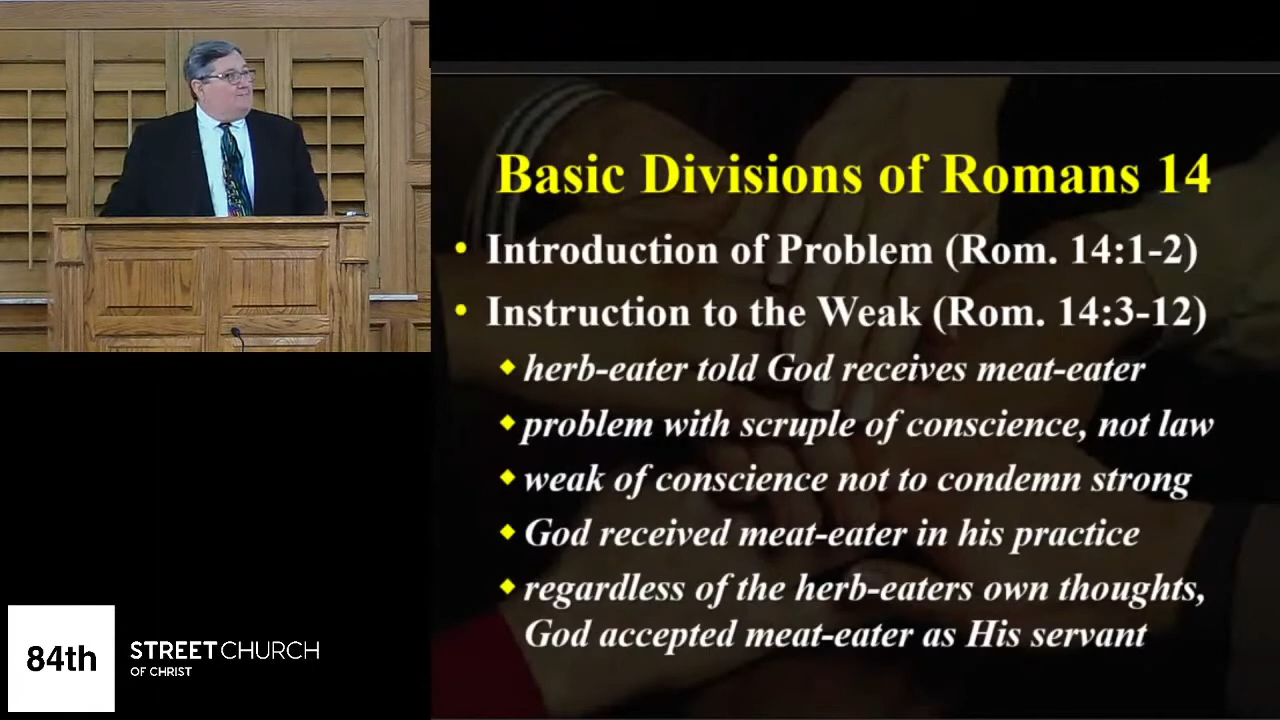 Basic Divisions of Romans 14
• Introduction of Problem (Rom. 14:1-2)
• Instruction to the Weak (Rom. 14:3-12)
◆ herb-eater told God receives meat-eater
◆ problem with scruple of conscience, not law
◆ weak of conscience not to condemn strong
◆ God received meat-eater in his practice
◆ regardless of the herb-eaters own thoughts,
God accepted meat-eater as His servant
84th
STREET CHURCH
OF CHRIST